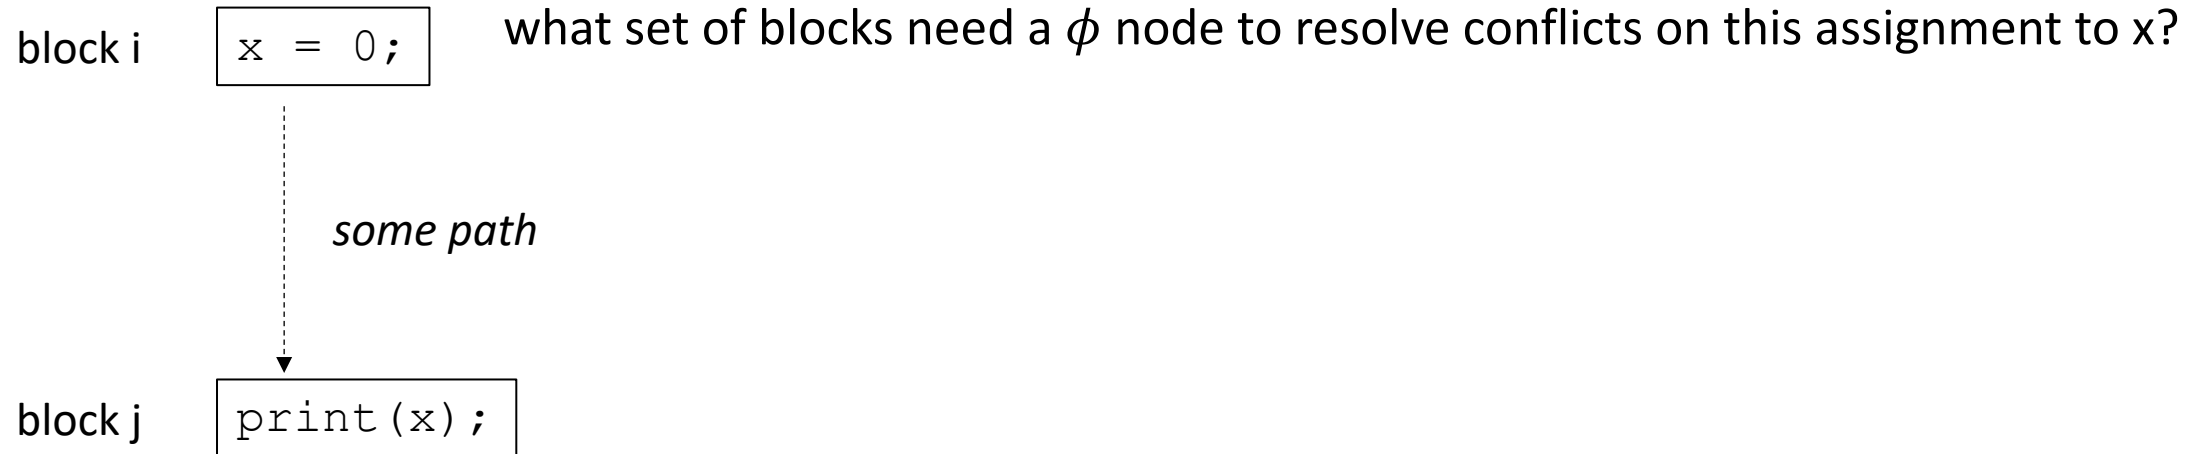 block i
x = 0;
what set of blocks need a ϕ node to resolve conflicts on this assignment to x?
some path
block j
print(x);